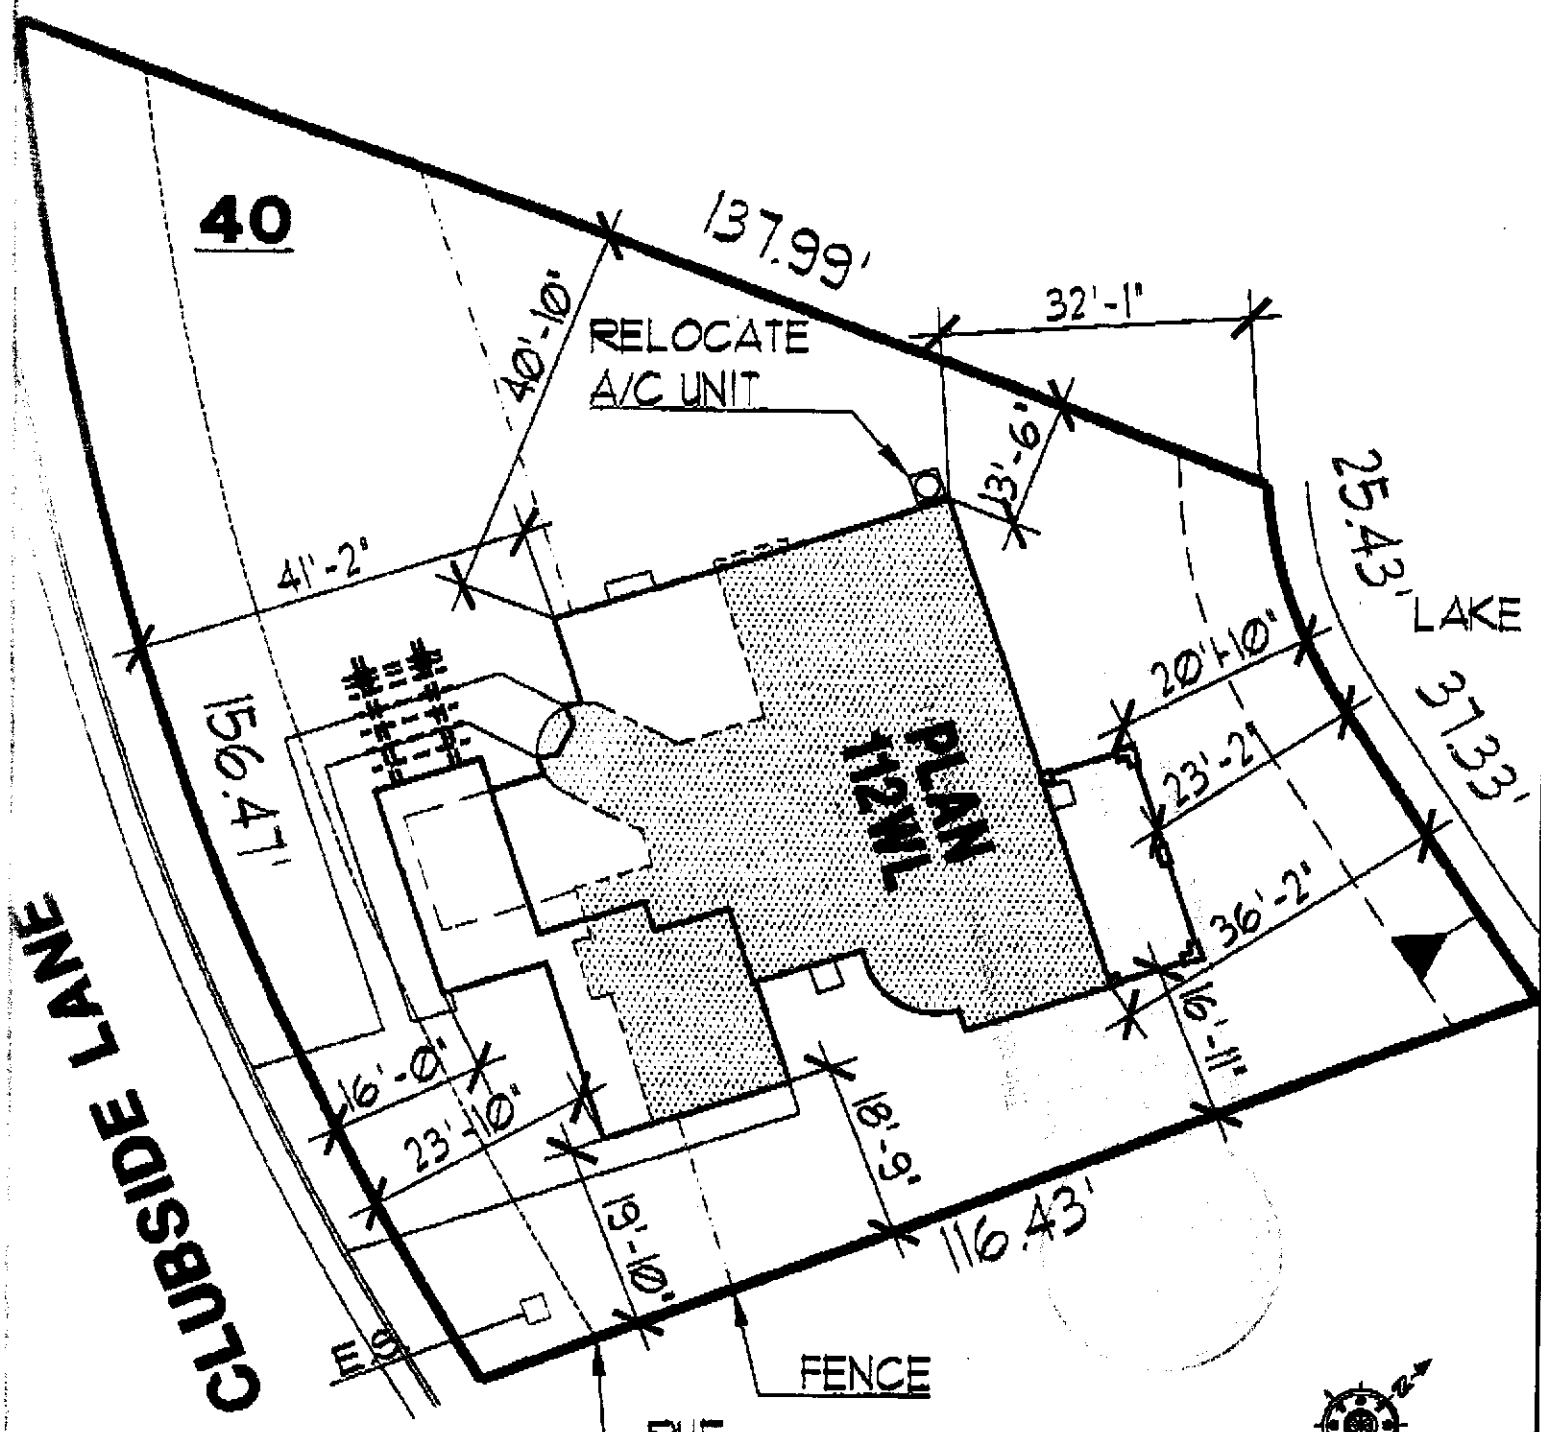 40
137.99'
40'-10"
RELOCATE
A/C UNIT
32'-1"
13'-6"
25.43'
LAKE
37.33'
41'-2"
156.47'
20'-10"
23'-2"
36'-2"
PLAN
112WL
CLUBSIDE LANE
16'-0"
23'-10"
19'-10"
18'-9"
16'-11"
116.43'
FENCE